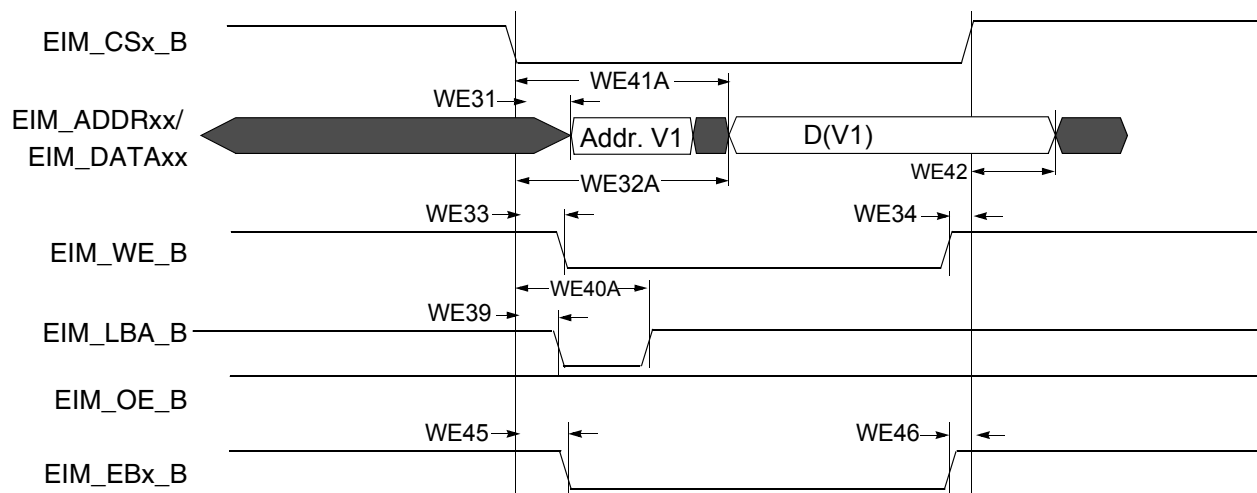 EIM_CSx_B
WE41A
WE31
EIM_ADDRxx/
EIM_DATAxx
Addr. V1
D(V1)
WE32A
WE42
WE33
WE34
EIM_WE_B
WE40A
WE39
EIM_LBA_B
EIM_OE_B
WE45
WE46
EIM_EBx_B